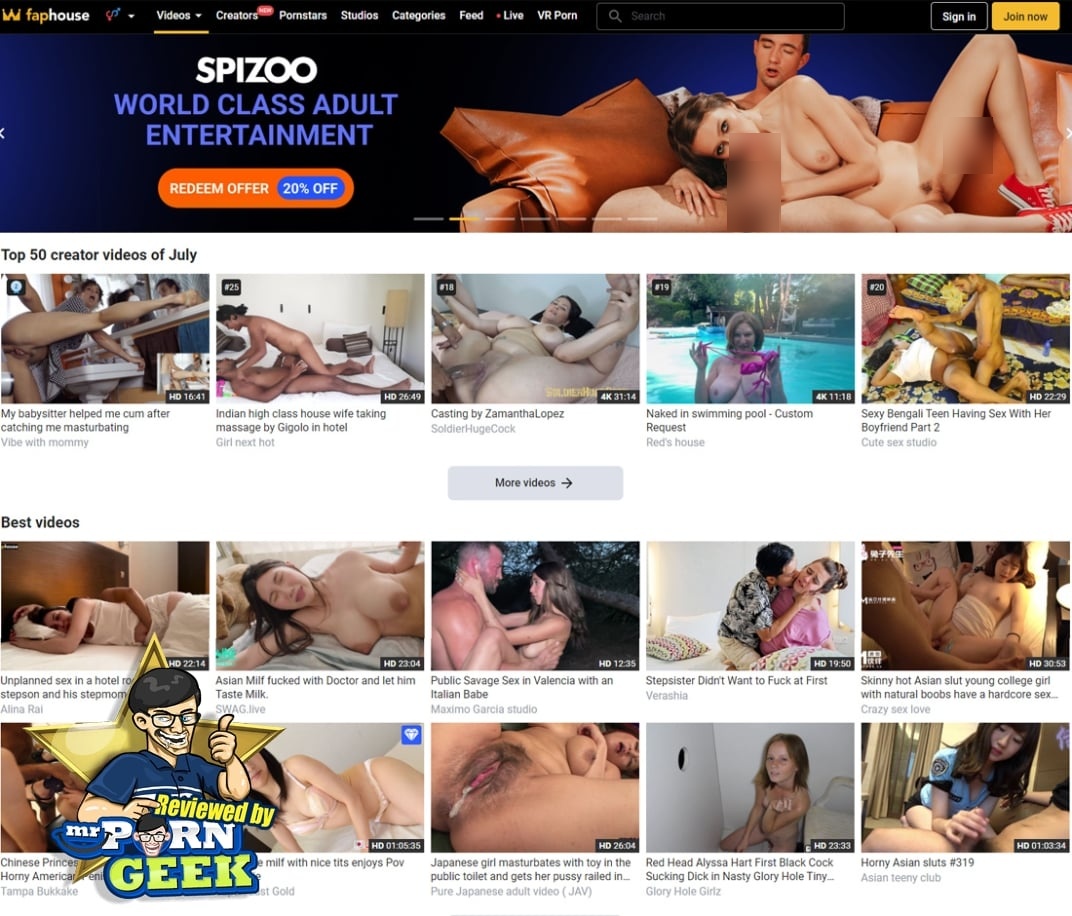 faphouse
Videos Creators NEW Pornstars Studios Categories Feed • Live VR Porn Search Sign in Join now
SPIZOO
WORLD CLASS ADULT
ENTERTAINMENT
REDEEM OFFER 20% OFF
Top 50 creator videos of July
#25 #18 #19 #20
HD 16:41 HD 26:49 4K 31:14 4K 11:18 HD 22:29
My babysitter helped me cum after
catching me masturbating
Vibe with mommy
Indian high class house wife taking
massage by Gigolo in hotel
Girl next hot
Casting by ZamanthaLopez
SoldierHugeCock
Naked in swimming pool - Custom
Request
Red's house
Sexy Bengali Teen Having Sex With Her
Boyfriend Part 2
Cute sex studio
More videos →
Best videos
兔子先生
HD 22:14 HD 23:04 HD 12:35 HD 19:50 HD 30:53
Unplanned sex in a hotel
stepson and his stepmom
Alina Rai
Asian Milf fucked with Doctor and let him
Taste Milk.
SWAG.live
Public Savage Sex in Valencia with an
Italian Babe
Maximo Garcia studio
Stepsister Didn't Want to Fuck at First
Verashia
Skinny hot Asian slut young college girl
with natural boobs have a hardcore sex...
Crazy sex love
HD 01:05:35 HD 26:04 HD 23:33 HD 01:03:34
Reviewed by
mr PORN
GEEK
Chinese
Horny American
Tampa Bukkake
milf with nice tits enjoys Pov
Gold
Japanese girl masturbates with toy in the
public toilet and gets her pussy railed in...
Pure Japanese adult video ( JAV)
Red Head Alyssa Hart First Black Cock
Sucking Dick in Nasty Glory Hole Tiny...
Glory Hole Girlz
Horny Asian sluts #319
Asian teeny club